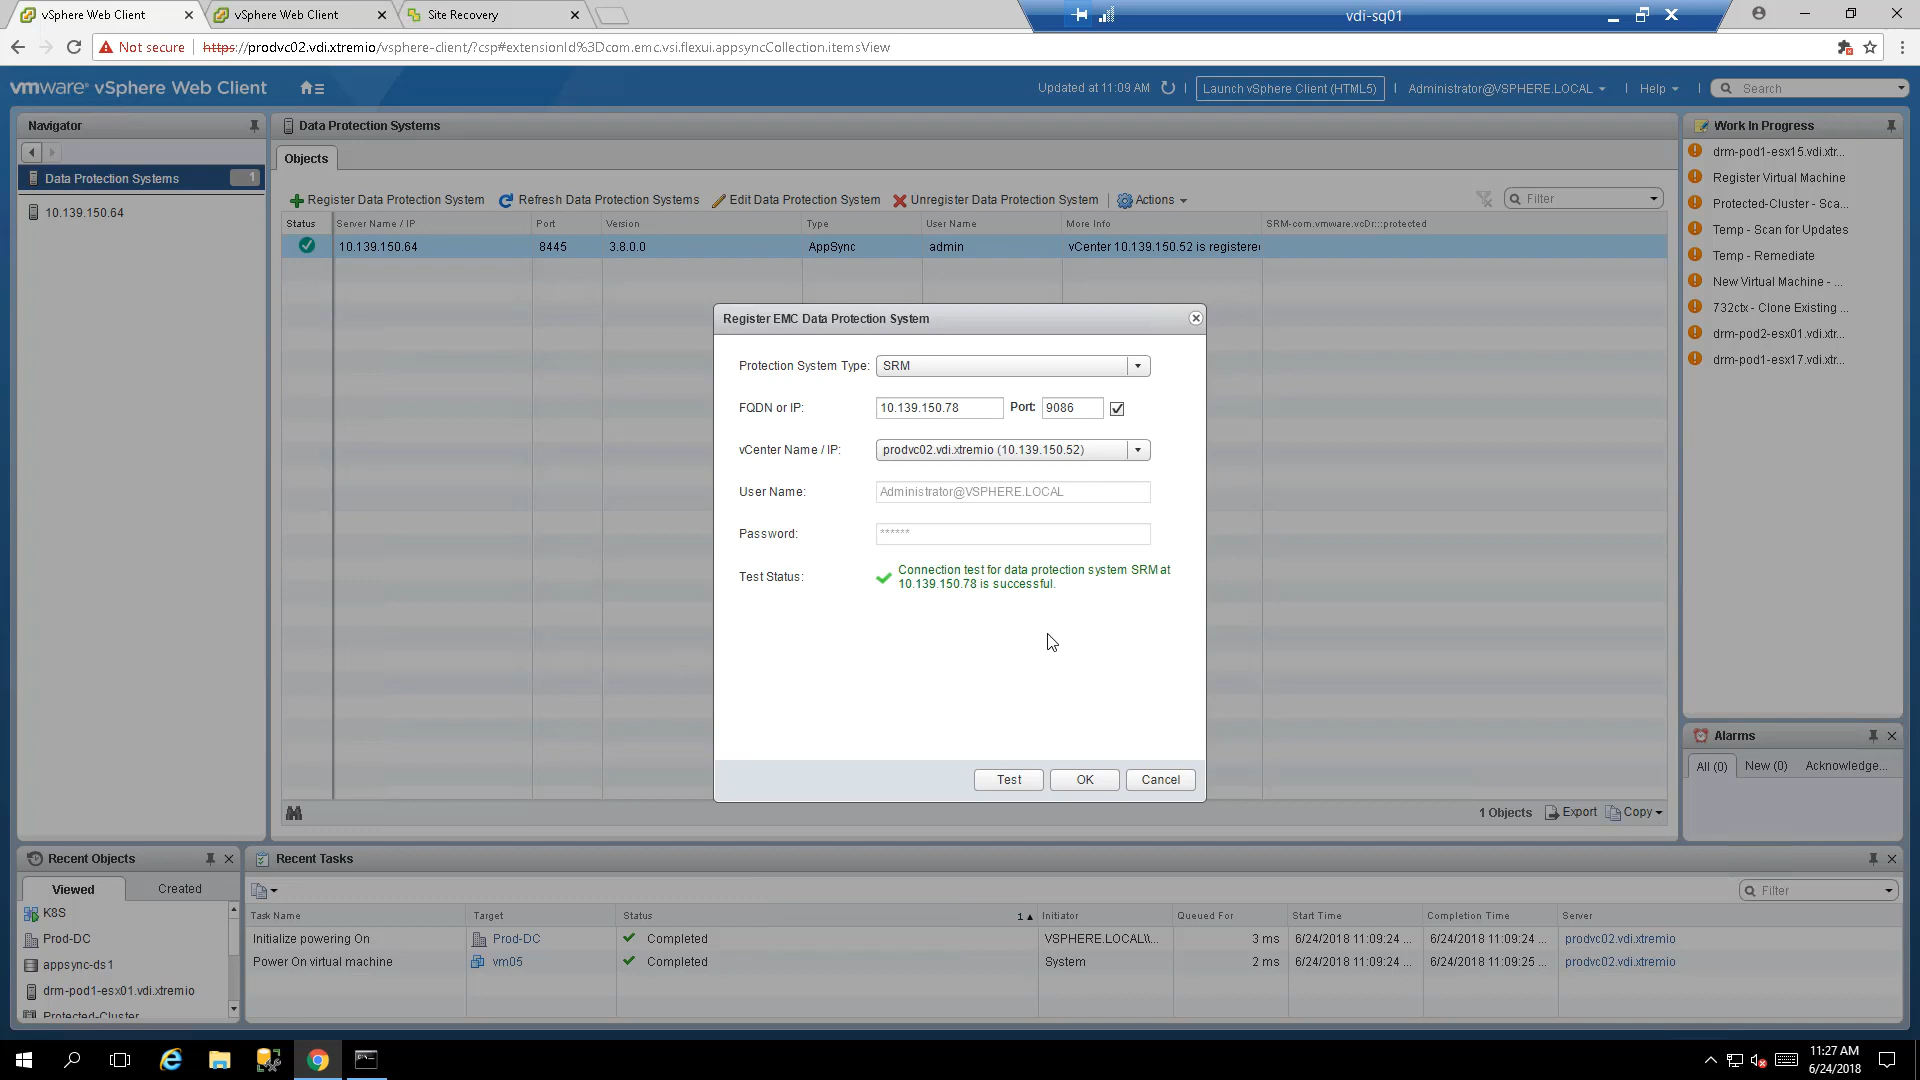 vSphere Web Client
vSphere Web Client
Site Recovery
vdi-sq01
Not secure
https://prodvc02.vdi.xtremio/vsphere-client/?csp#extensionId%3Dcom.emc.vsi.flexui.appsyncCollection.itemsView
vmware® vSphere Web Client
Updated at 11:09 AM
Launch vSphere Client (HTML5)
Administrator@VSPHERE.LOCAL
Help
Search
Navigator
Data Protection Systems 1
10.139.150.64
Data Protection Systems
Objects
Register Data Protection System
Refresh Data Protection Systems
Edit Data Protection System
Unregister Data Protection System
Actions
Filter
Status Server Name / IP Port Version Type User Name More Info SRM-com.vmware.vcDr:::protected
10.139.150.64 8445 3.8.0.0 AppSync admin vCenter 10.139.150.52 is registered
Register EMC Data Protection System
Protection System Type: SRM
FQDN or IP: 10.139.150.78 Port: 9086
vCenter Name / IP: prodvc02.vdi.xtremio (10.139.150.52)
User Name: Administrator@VSPHERE.LOCAL
Password: ******
Test Status: Connection test for data protection system SRM at
10.139.150.78 is successful.
Test OK Cancel
1 Objects Export Copy
Work In Progress
drm-pod1-esx15.vdi.xtr...
Register Virtual Machine
Protected-Cluster - Sca...
Temp - Scan for Updates
Temp - Remediate
New Virtual Machine - ...
732ctx - Clone Existing ...
drm-pod2-esx01.vdi.xtr...
drm-pod1-esx17.vdi.xtr...
Alarms
All (0) New (0) Acknowledge...
Recent Objects
Viewed Created
K8S
Prod-DC
appsync-ds1
drm-pod1-esx01.vdi.xtremio
Protected-Cluster
Recent Tasks
Filter
Task Name Target Status 1 Initiator Queued For Start Time Completion Time Server
Initialize powering On Prod-DC Completed VSPHERE.LOCAL\\... 3 ms 6/24/2018 11:09:24 ... 6/24/2018 11:09:24 ... prodvc02.vdi.xtremio
Power On virtual machine vm05 Completed System 2 ms 6/24/2018 11:09:24 ... 6/24/2018 11:09:25 ... prodvc02.vdi.xtremio
11:27 AM
6/24/2018